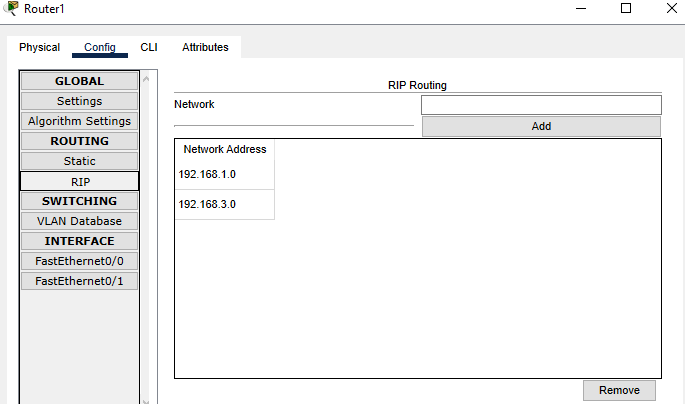 Router1
Physical Config CLI Attributes
GLOBAL
Settings
Algorithm Settings
ROUTING
Static
RIP
SWITCHING
VLAN Database
INTERFACE
FastEthernet0/0
FastEthernet0/1
RIP Routing
Network
Add
Network Address
192.168.1.0
192.168.3.0
Remove